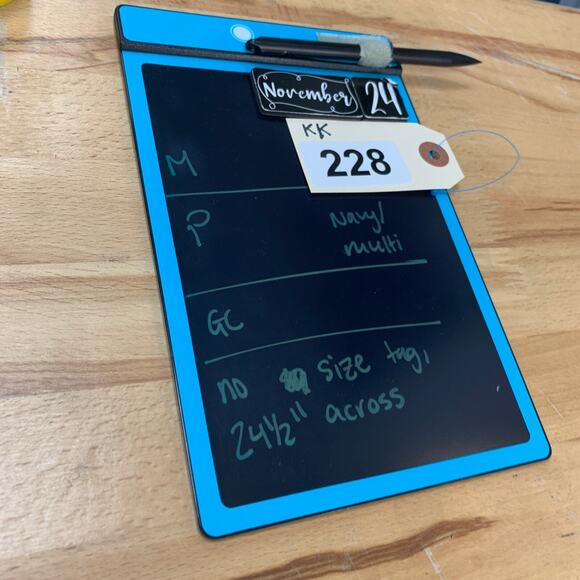 November 24
KK
228
M
P Navy/
multi
GC
no size tag,
24½" across